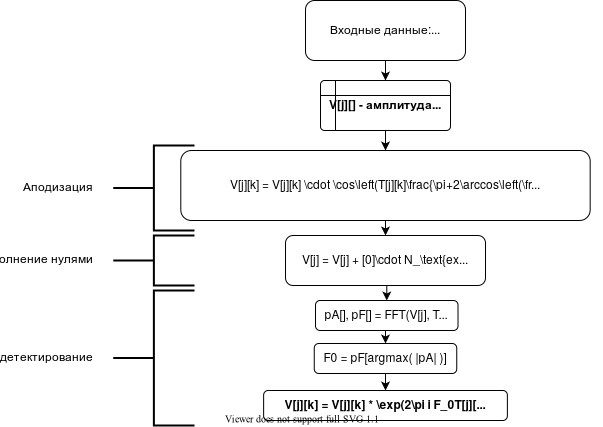 Входные данные:...
V[j][] - амплитуда...
Аподизация
V[j][k] = V[j][k] \cdot \cos\left(T[j][k]\frac{\pi+2\arccos\left(\fr...
олнение нулями
V[j] = V[j] + [0]\cdot N_\text{ex...
pA[], pF[] = FFT(V[j], T...
детектирование
F0 = pF[argmax( |pA| )]
V[j][k] = V[j][k] * \exp(2\pi i F_0T[j][...
Viewer does not support full SVG 1.1